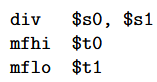 div $s0, $s1
mfhi $t0
mflo $t1